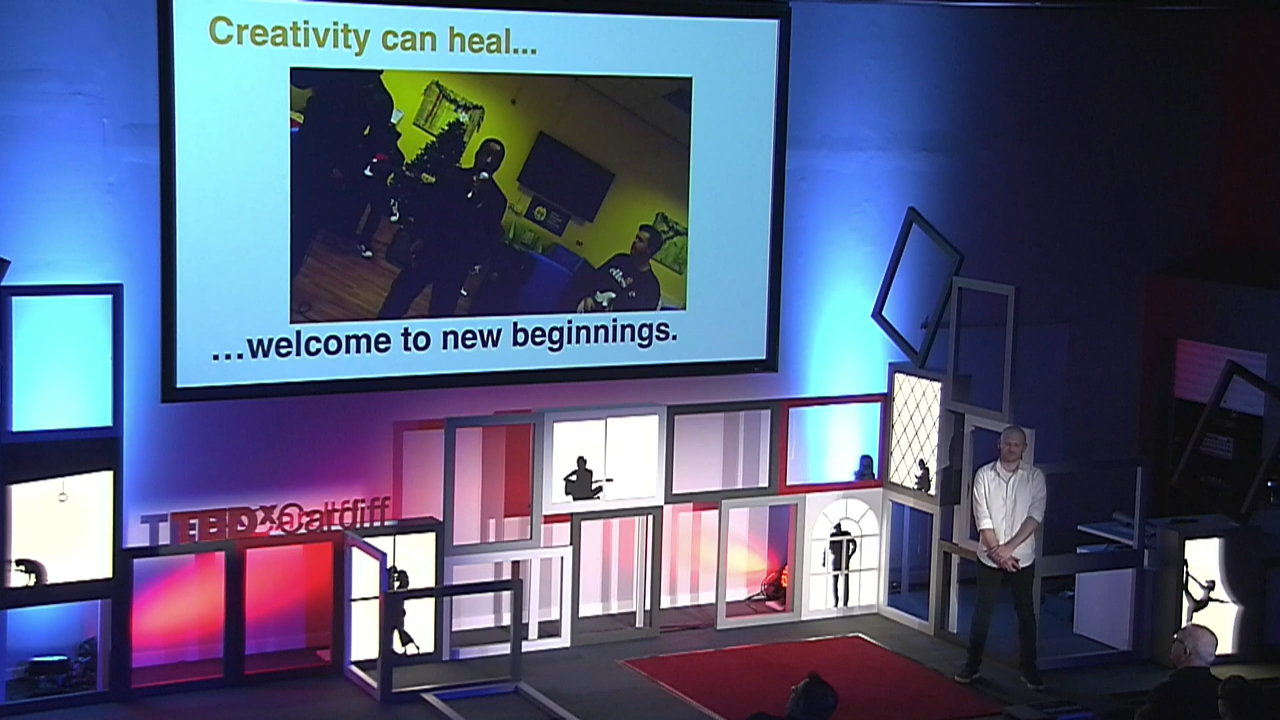 Creativity can heal...
...welcome to new beginnings.
TEDxCardiff